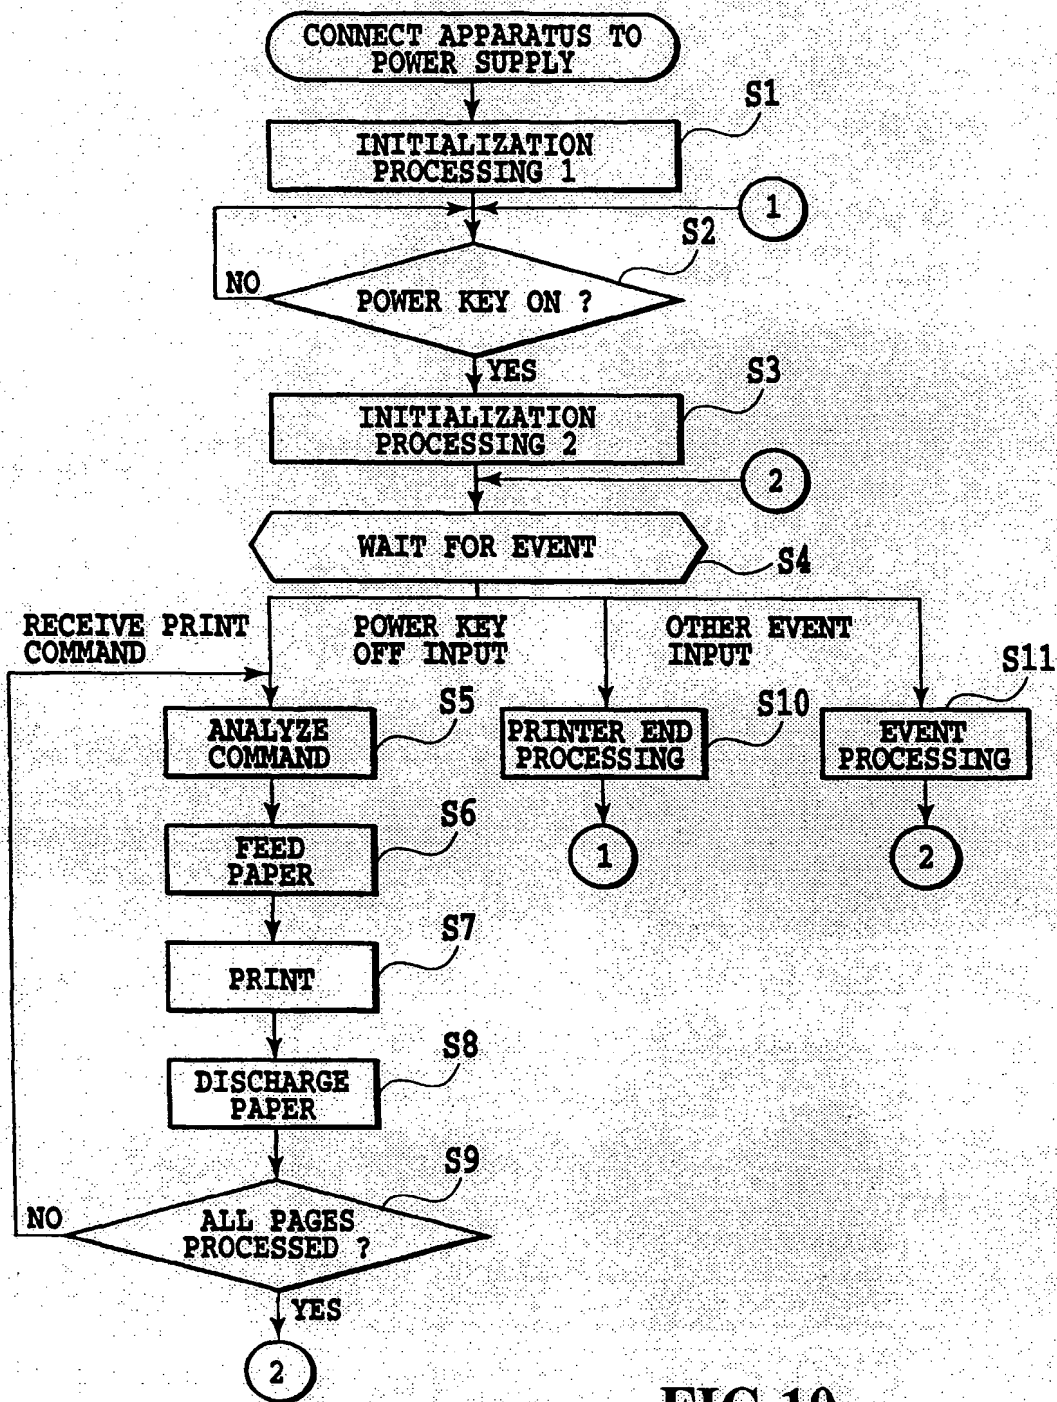 CONNECT APPARATUS TO
POWER SUPPLY
S1
INITIALIZATION
PROCESSING 1
1
S2
NO
POWER KEY ON ?
YES
S3
INITIALIZATION
PROCESSING 2
2
WAIT FOR EVENT
S4
RECEIVE PRINT
COMMAND
POWER KEY
OFF INPUT
OTHER EVENT
INPUT
S5
ANALYZE
COMMAND
S10
PRINTER END
PROCESSING
S11
EVENT
PROCESSING
S6
FEED
PAPER
1
2
S7
PRINT
S8
DISCHARGE
PAPER
S9
NO
ALL PAGES
PROCESSED ?
YES
2
FIG.10